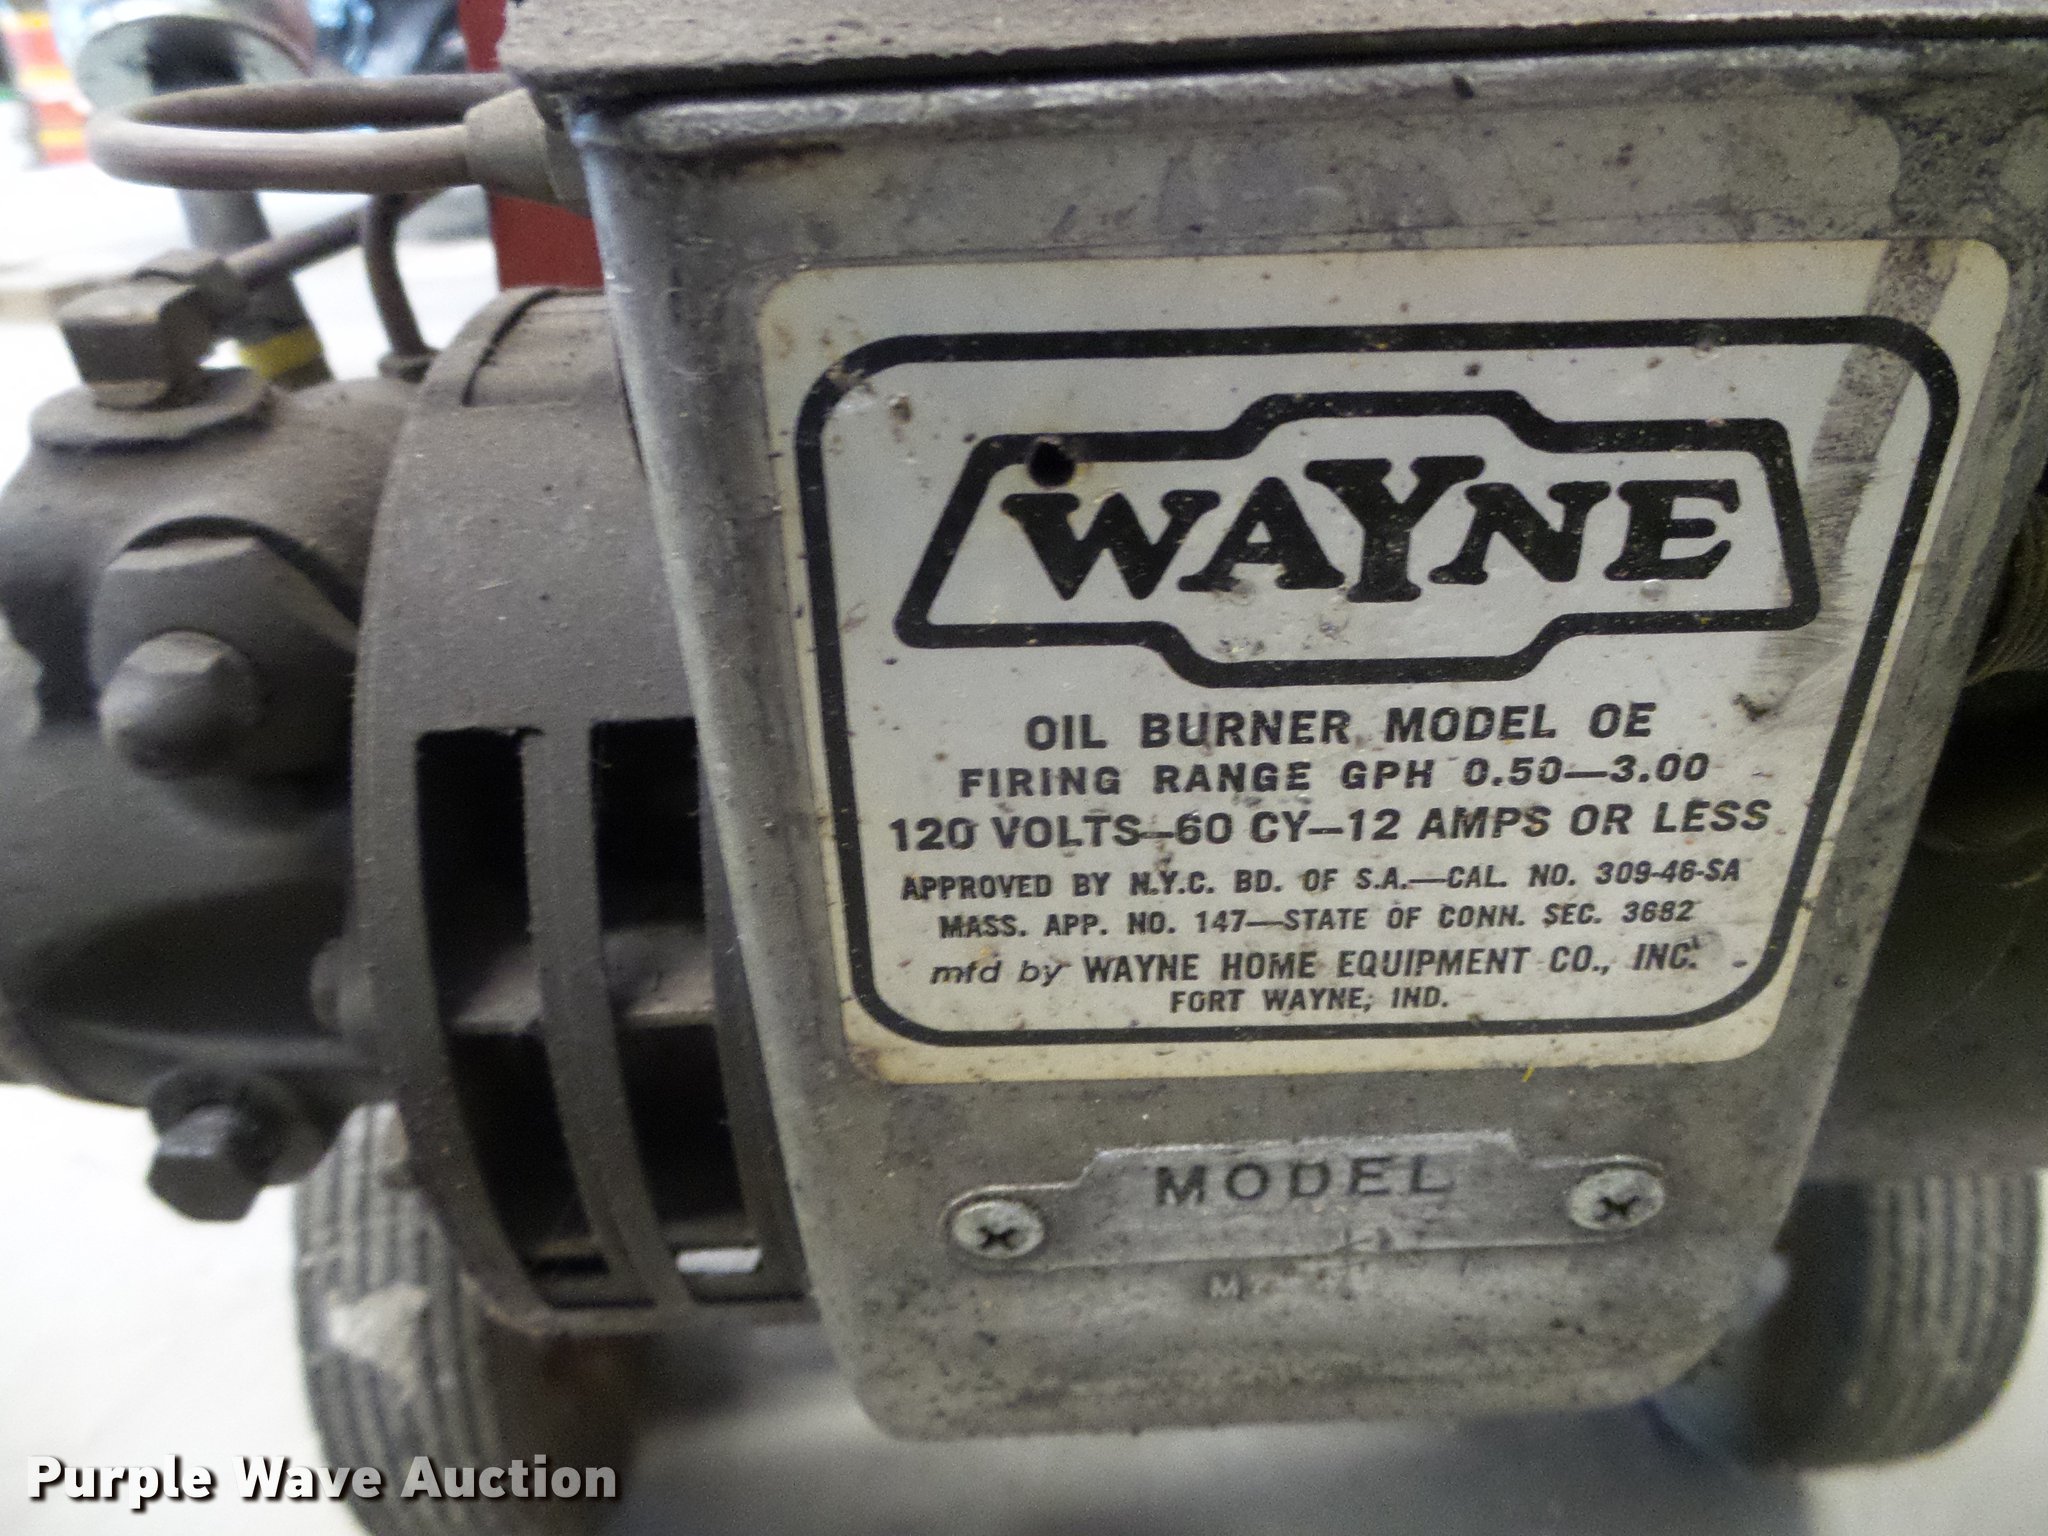 WAYNE
OIL BURNER MODEL OE
FIRING RANGE GPH 0.50—3.00
120 VOLTS—60 CY—12 AMPS OR LESS
APPROVED BY N.Y.C. BD. OF S.A.—CAL. NO. 309-46-SA
MASS. APP. NO. 147—STATE OF CONN. SEC. 3682
mfd by WAYNE HOME EQUIPMENT CO., INC.
FORT WAYNE, IND.
MODEL
Purple Wave Auction